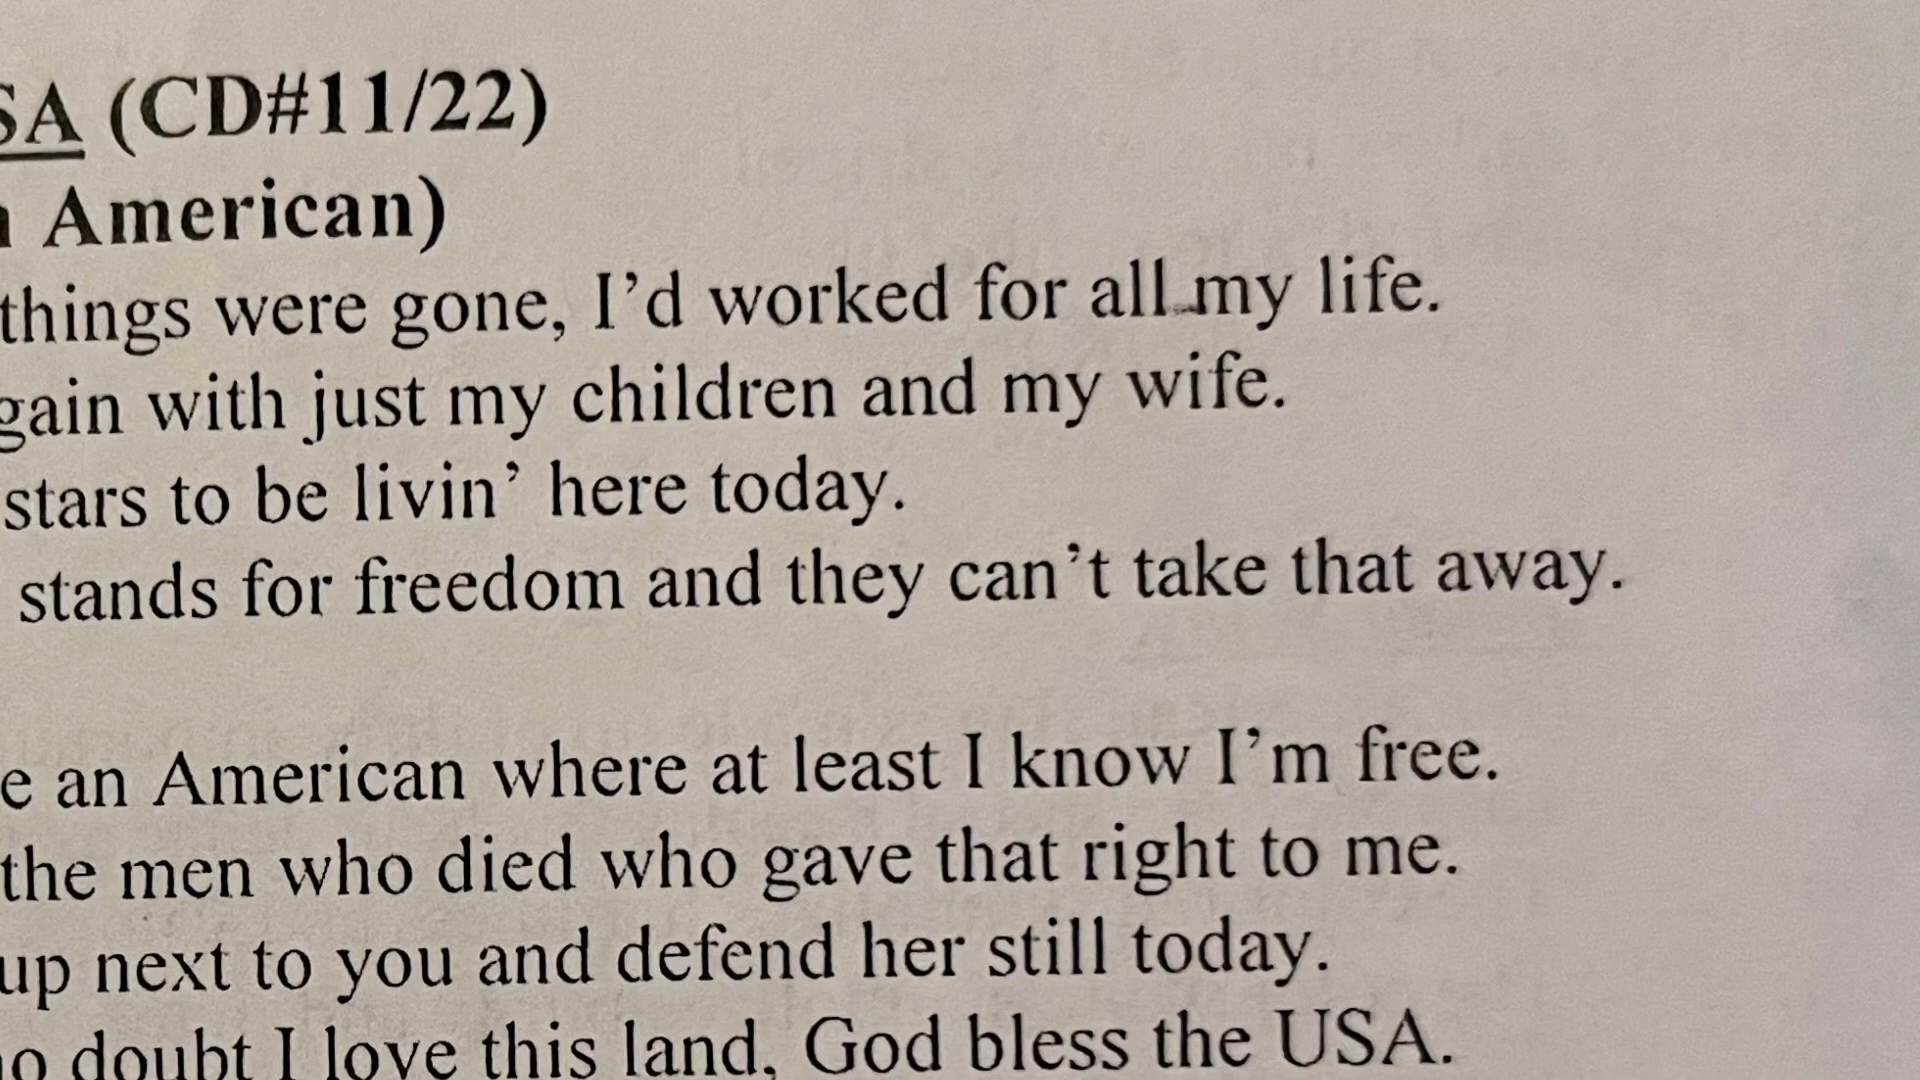 SA (CD#11/22)
American)
things were gone, I’d worked for all my life.
gain with just my children and my wife.
stars to be livin’ here today.
stands for freedom and they can’t take that away.
e an American where at least I know I’m free.
the men who died who gave that right to me.
up next to you and defend her still today.
o doubt I love this land, God bless the USA.